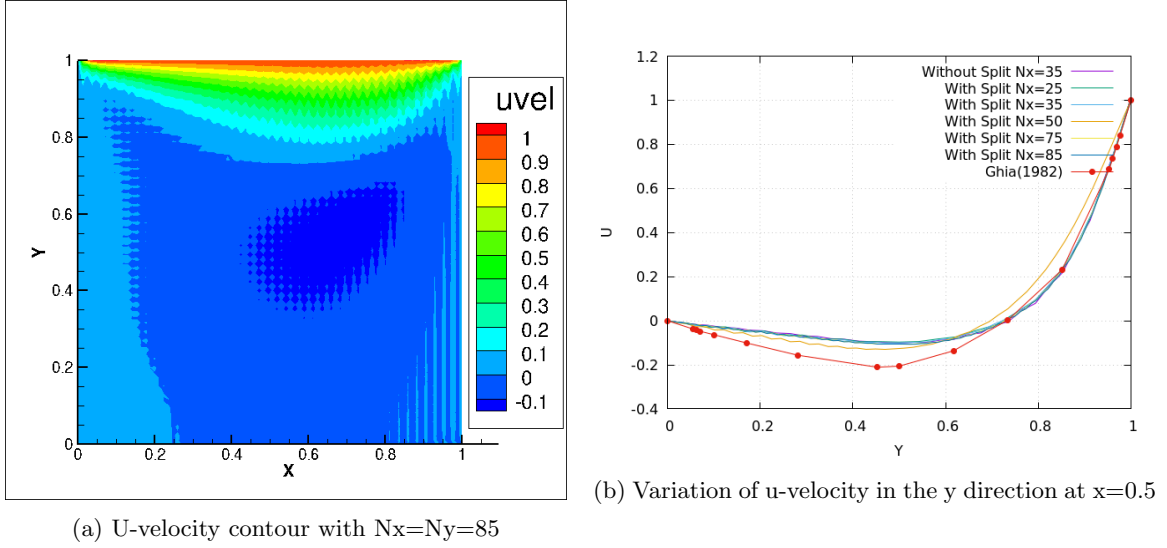 1
0.8
0.6
0.4
0.2
0
Y
0
0.2
0.4
0.6
0.8
1
X
uvel
1
0.9
0.8
0.7
0.6
0.5
0.4
0.3
0.2
0.1
0
-0.1
(a) U-velocity contour with Nx=Ny=85
1.2
1
0.8
0.6
0.4
0.2
0
-0.2
-0.4
U
Without Split Nx=35
With Split Nx=25
With Split Nx=35
With Split Nx=50
With Split Nx=75
With Split Nx=85
Ghia(1982)
0
0.2
0.4
0.6
0.8
1
Y
(b) Variation of u-velocity in the y direction at x=0.5